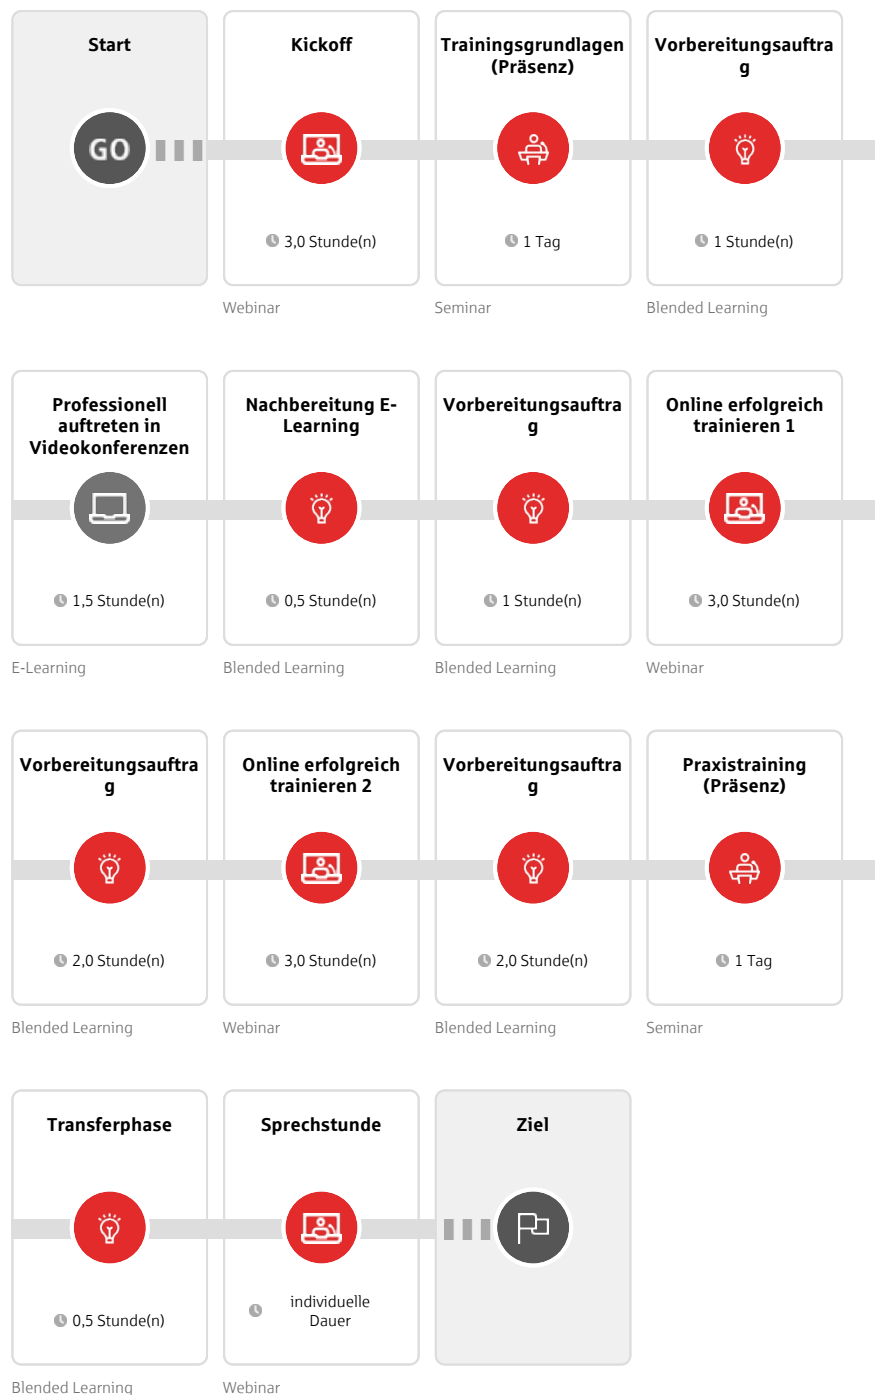 Start
Kickoff
Trainingsgrundlagen
(Präsenz)
Vorbereitungsauftra
g
GO
3,0 Stunde(n)
1 Tag
1 Stunde(n)
Webinar
Seminar
Blended Learning
Professionell
auftreten in
Videokonferenzen
Nachbereitung E-
Learning
Vorbereitungsauftra
g
Online erfolgreich
trainieren 1
1,5 Stunde(n)
0,5 Stunde(n)
1 Stunde(n)
3,0 Stunde(n)
E-Learning
Blended Learning
Blended Learning
Webinar
Vorbereitungsauftra
g
Online erfolgreich
trainieren 2
Vorbereitungsauftra
g
Praxistraining
(Präsenz)
2,0 Stunde(n)
3,0 Stunde(n)
2,0 Stunde(n)
1 Tag
Blended Learning
Webinar
Blended Learning
Seminar
Transferphase
Sprechstunde
Ziel
0,5 Stunde(n)
individuelle
Dauer
Blended Learning
Webinar